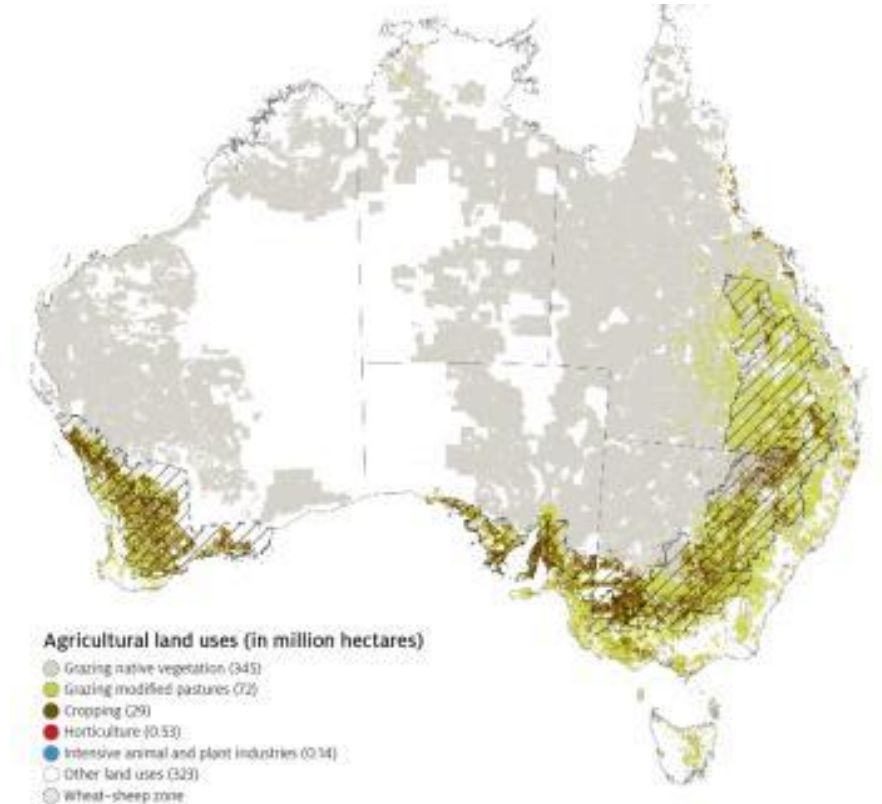 Agricultural land uses (in million hectares)
Grazing native vegetation (345)
Grazing modified pastures (72)
Cropping (29)
Horticulture (0.53)
Intensive animal and plant industries (0.14)
Other land uses (323)
Wheat-sheep zone